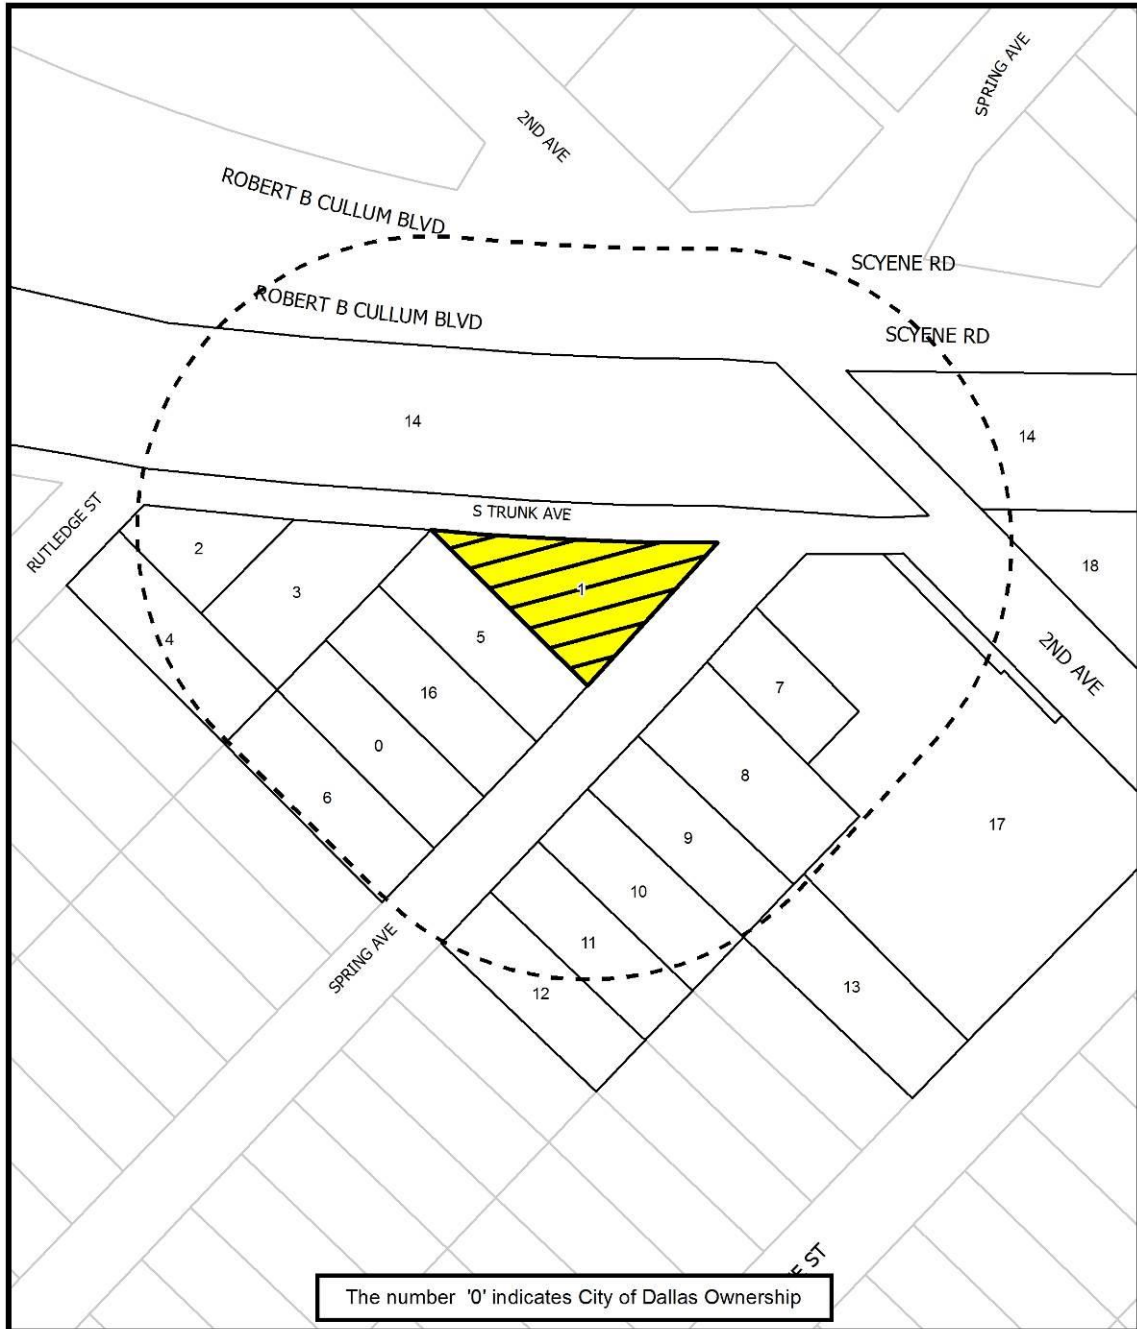 SPRING AVE
2ND AVE
ROBERT B CULLUM BLVD
SCYENE RD
ROBERT B CULLUM BLVD
SCYENE RD
14
14
S TRUNK AVE
RUTLEDGE ST
2
18
1
3
4
5
2ND AVE
7
16
0
8
6
17
9
10
11
SPRING AVE
12
13
ST
The number '0' indicates City of Dallas Ownership